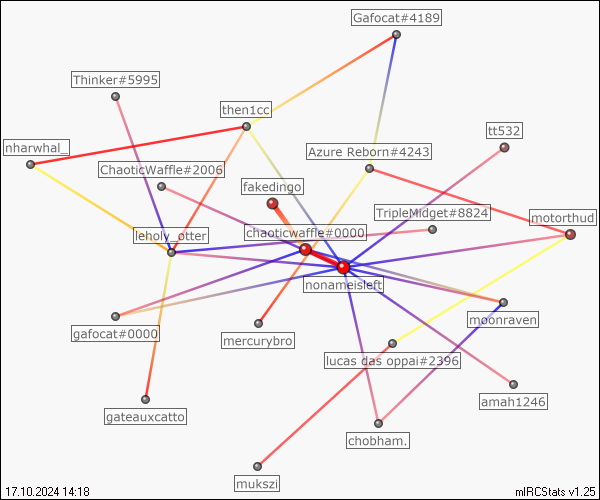 Gafocat#4189
Thinker#5995
then1cc
tt532
nharwhal_
Azure Reborn#4243
ChaoticWaffle#2006
fakedingo
TripleMidget#8824
motorthud
leholy_otter
chaoticwaffle#0000
nonameisleft
moonraven
gafocat#0000
mercurybro
lucas das oppai#2396
amah1246
gateauxcatto
chobham.
mukszi
17.10.2024 14:18
mIRCStats v1.25